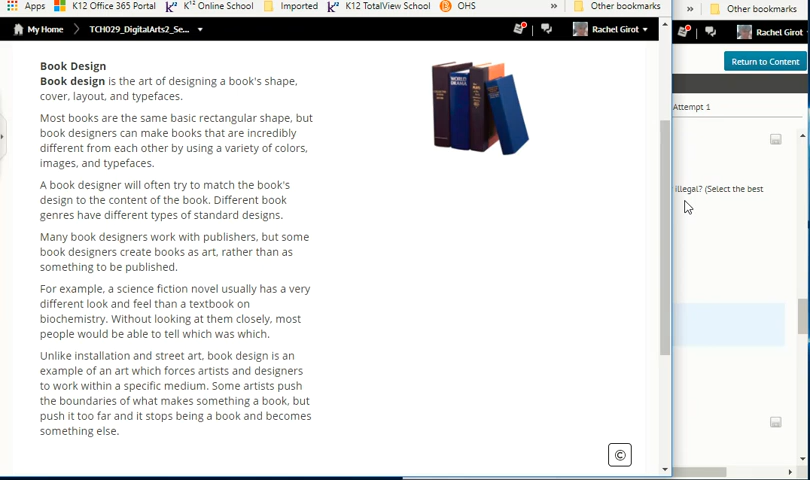 Apps K12 Office 365 Portal K¹² Online School Imported K12 TotalView School OHS » Other bookmarks
» Other bookmarks
My Home TCH029_DigitalArts2_Se... Rachel Girot
Rachel Girot
Return to Content
Attempt 1
illegal? (Select the best
Book Design
Book design is the art of designing a book's shape,
cover, layout, and typefaces.
Most books are the same basic rectangular shape, but
book designers can make books that are incredibly
different from each other by using a variety of colors,
images, and typefaces.
A book designer will often try to match the book's
design to the content of the book. Different book
genres have different types of standard designs.
Many book designers work with publishers, but some
book designers create books as art, rather than as
something to be published.
For example, a science fiction novel usually has a very
different look and feel than a textbook on
biochemistry. Without looking at them closely, most
people would be able to tell which was which.
Unlike installation and street art, book design is an
example of an art which forces artists and designers
to work within a specific medium. Some artists push
the boundaries of what makes something a book, but
push it too far and it stops being a book and becomes
something else.
WORLD
DRAMA
©